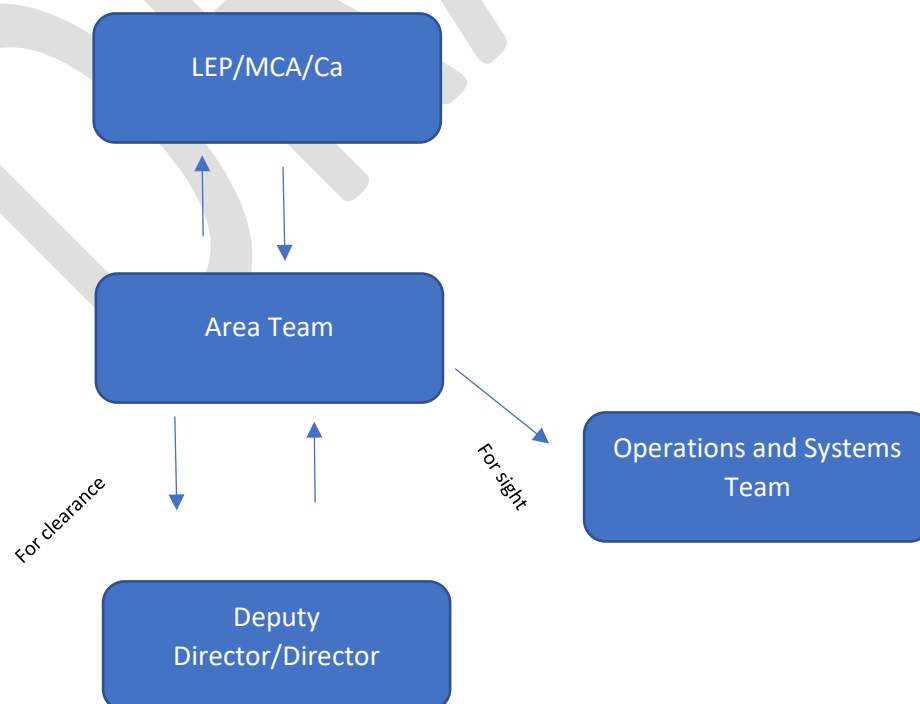 LEP/MCA/Ca
Area Team
For clearance
For sight
Operations and Systems
Team
Deputy
Director/Director